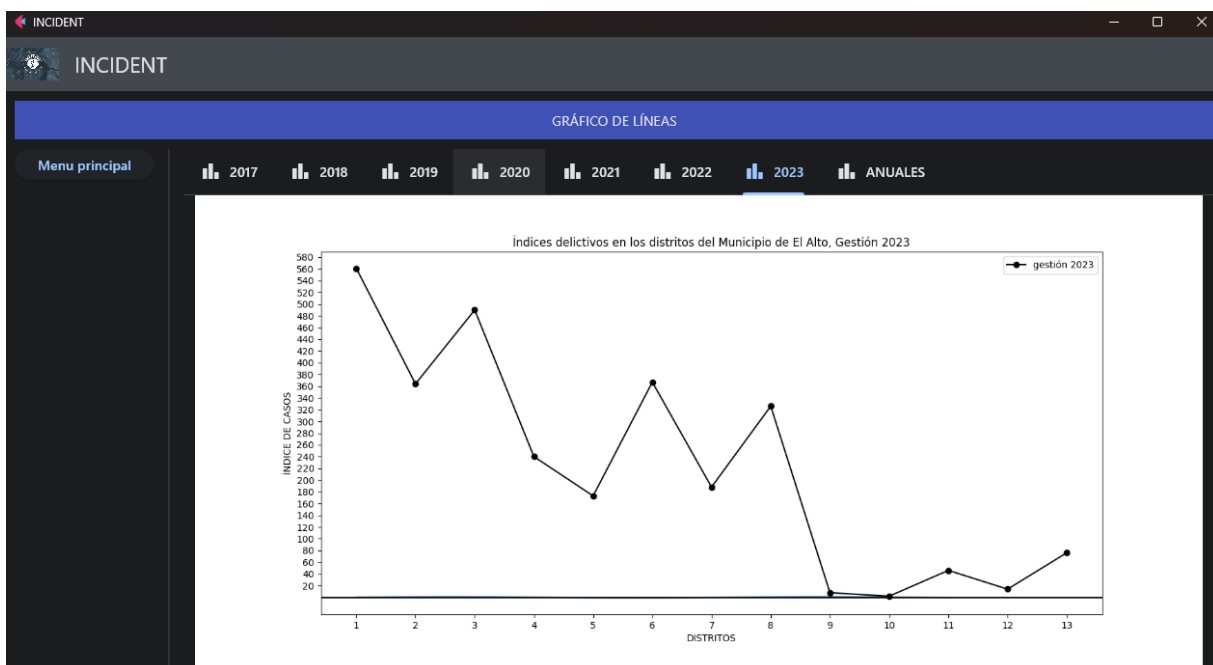 INCIDENT
INCIDENT
GRÁFICO DE LÍNEAS
Menu principal
2017 2018 2019 2020 2021 2022 2023 ANUALES
Índices delictivos en los distritos del Municipio de El Alto, Gestión 2023
gestión 2023
580
560
540
520
500
480
460
440
420
400
380
360
340
320
300
280
260
240
220
200
180
160
140
120
100
80
60
40
20
ÍNDICE DE CASOS
1 2 3 4 5 6 7 8 9 10 11 12 13
DISTRITOS